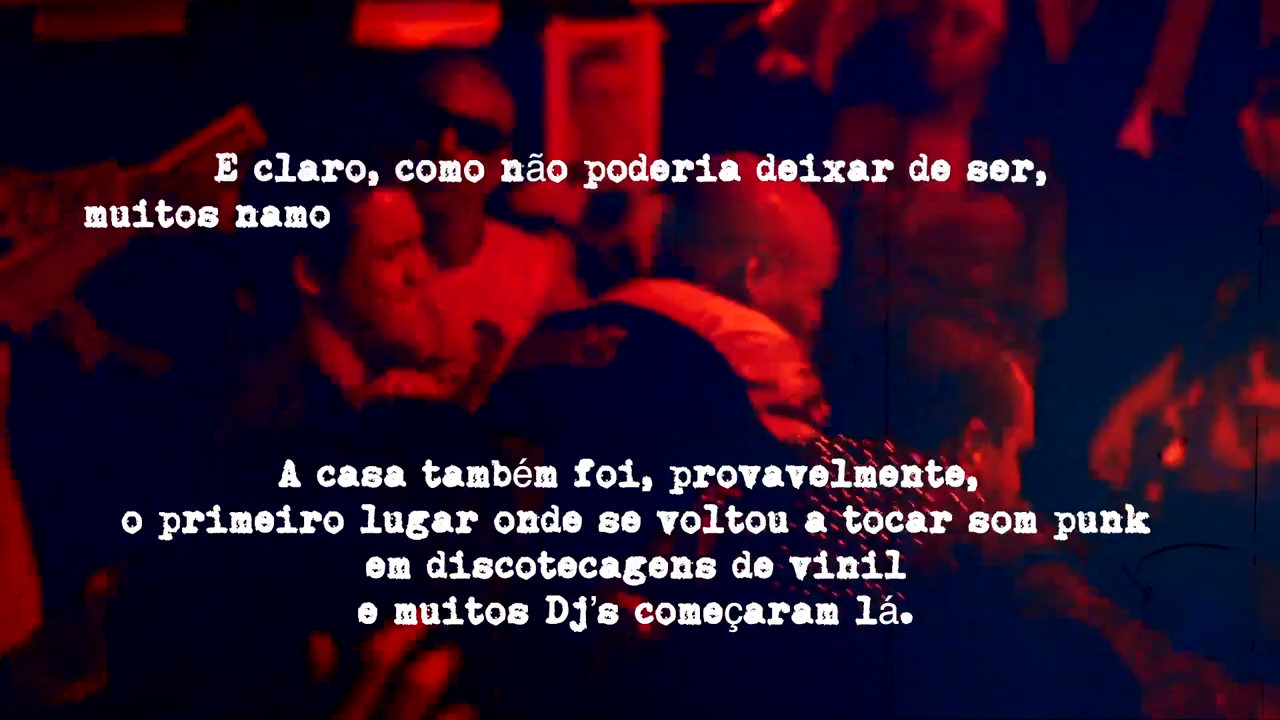 E claro, como não poderia deixar de ser,
muitos namo
A casa também foi, provavelmente,
o primeiro lugar onde se voltou a tocar som punk
em discotecagens de vinil
e muitos Dj's começaram lá.